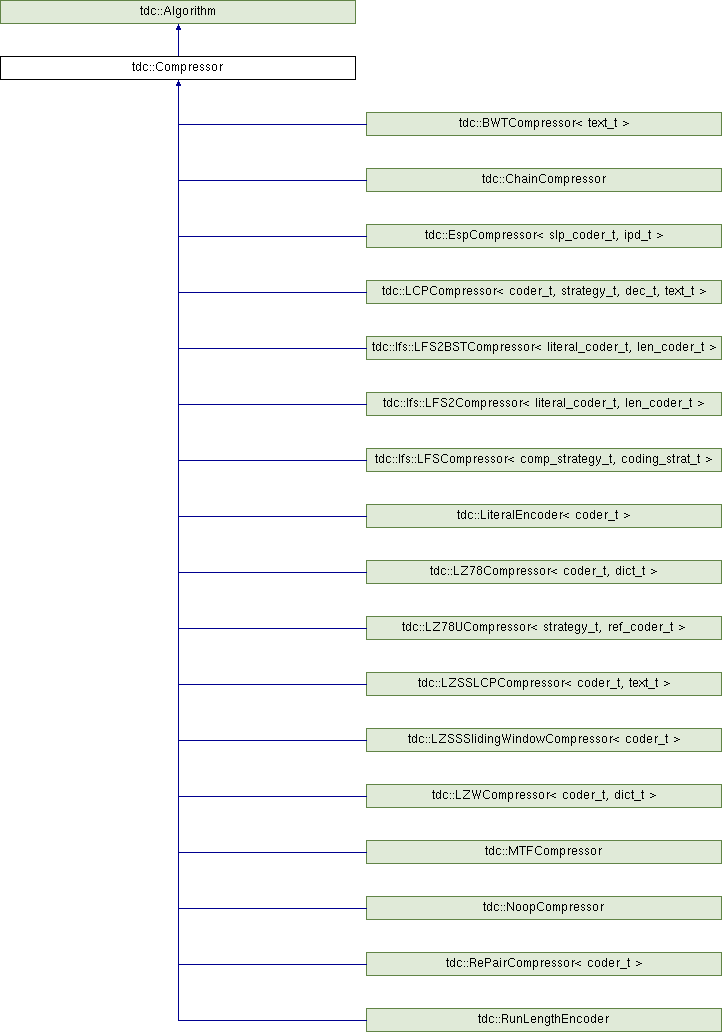 tdc::Algorithm
tdc::Compressor
tdc::BWTCompressor< text_t >
tdc::ChainCompressor
tdc::EspCompressor< slp_coder_t, ipd_t >
tdc::LCPCompressor< coder_t, strategy_t, dec_t, text_t >
tdc::lfs::LFS2BSTCompressor< literal_coder_t, len_coder_t >
tdc::lfs::LFS2Compressor< literal_coder_t, len_coder_t >
tdc::lfs::LFSCompressor< comp_strategy_t, coding_strat_t >
tdc::LiteralEncoder< coder_t >
tdc::LZ78Compressor< coder_t, dict_t >
tdc::LZ78UCompressor< strategy_t, ref_coder_t >
tdc::LZSSLCPCompressor< coder_t, text_t >
tdc::LZSSSlidingWindowCompressor< coder_t >
tdc::LZWCompressor< coder_t, dict_t >
tdc::MTFCompressor
tdc::NoopCompressor
tdc::RePairCompressor< coder_t >
tdc::RunLengthEncoder